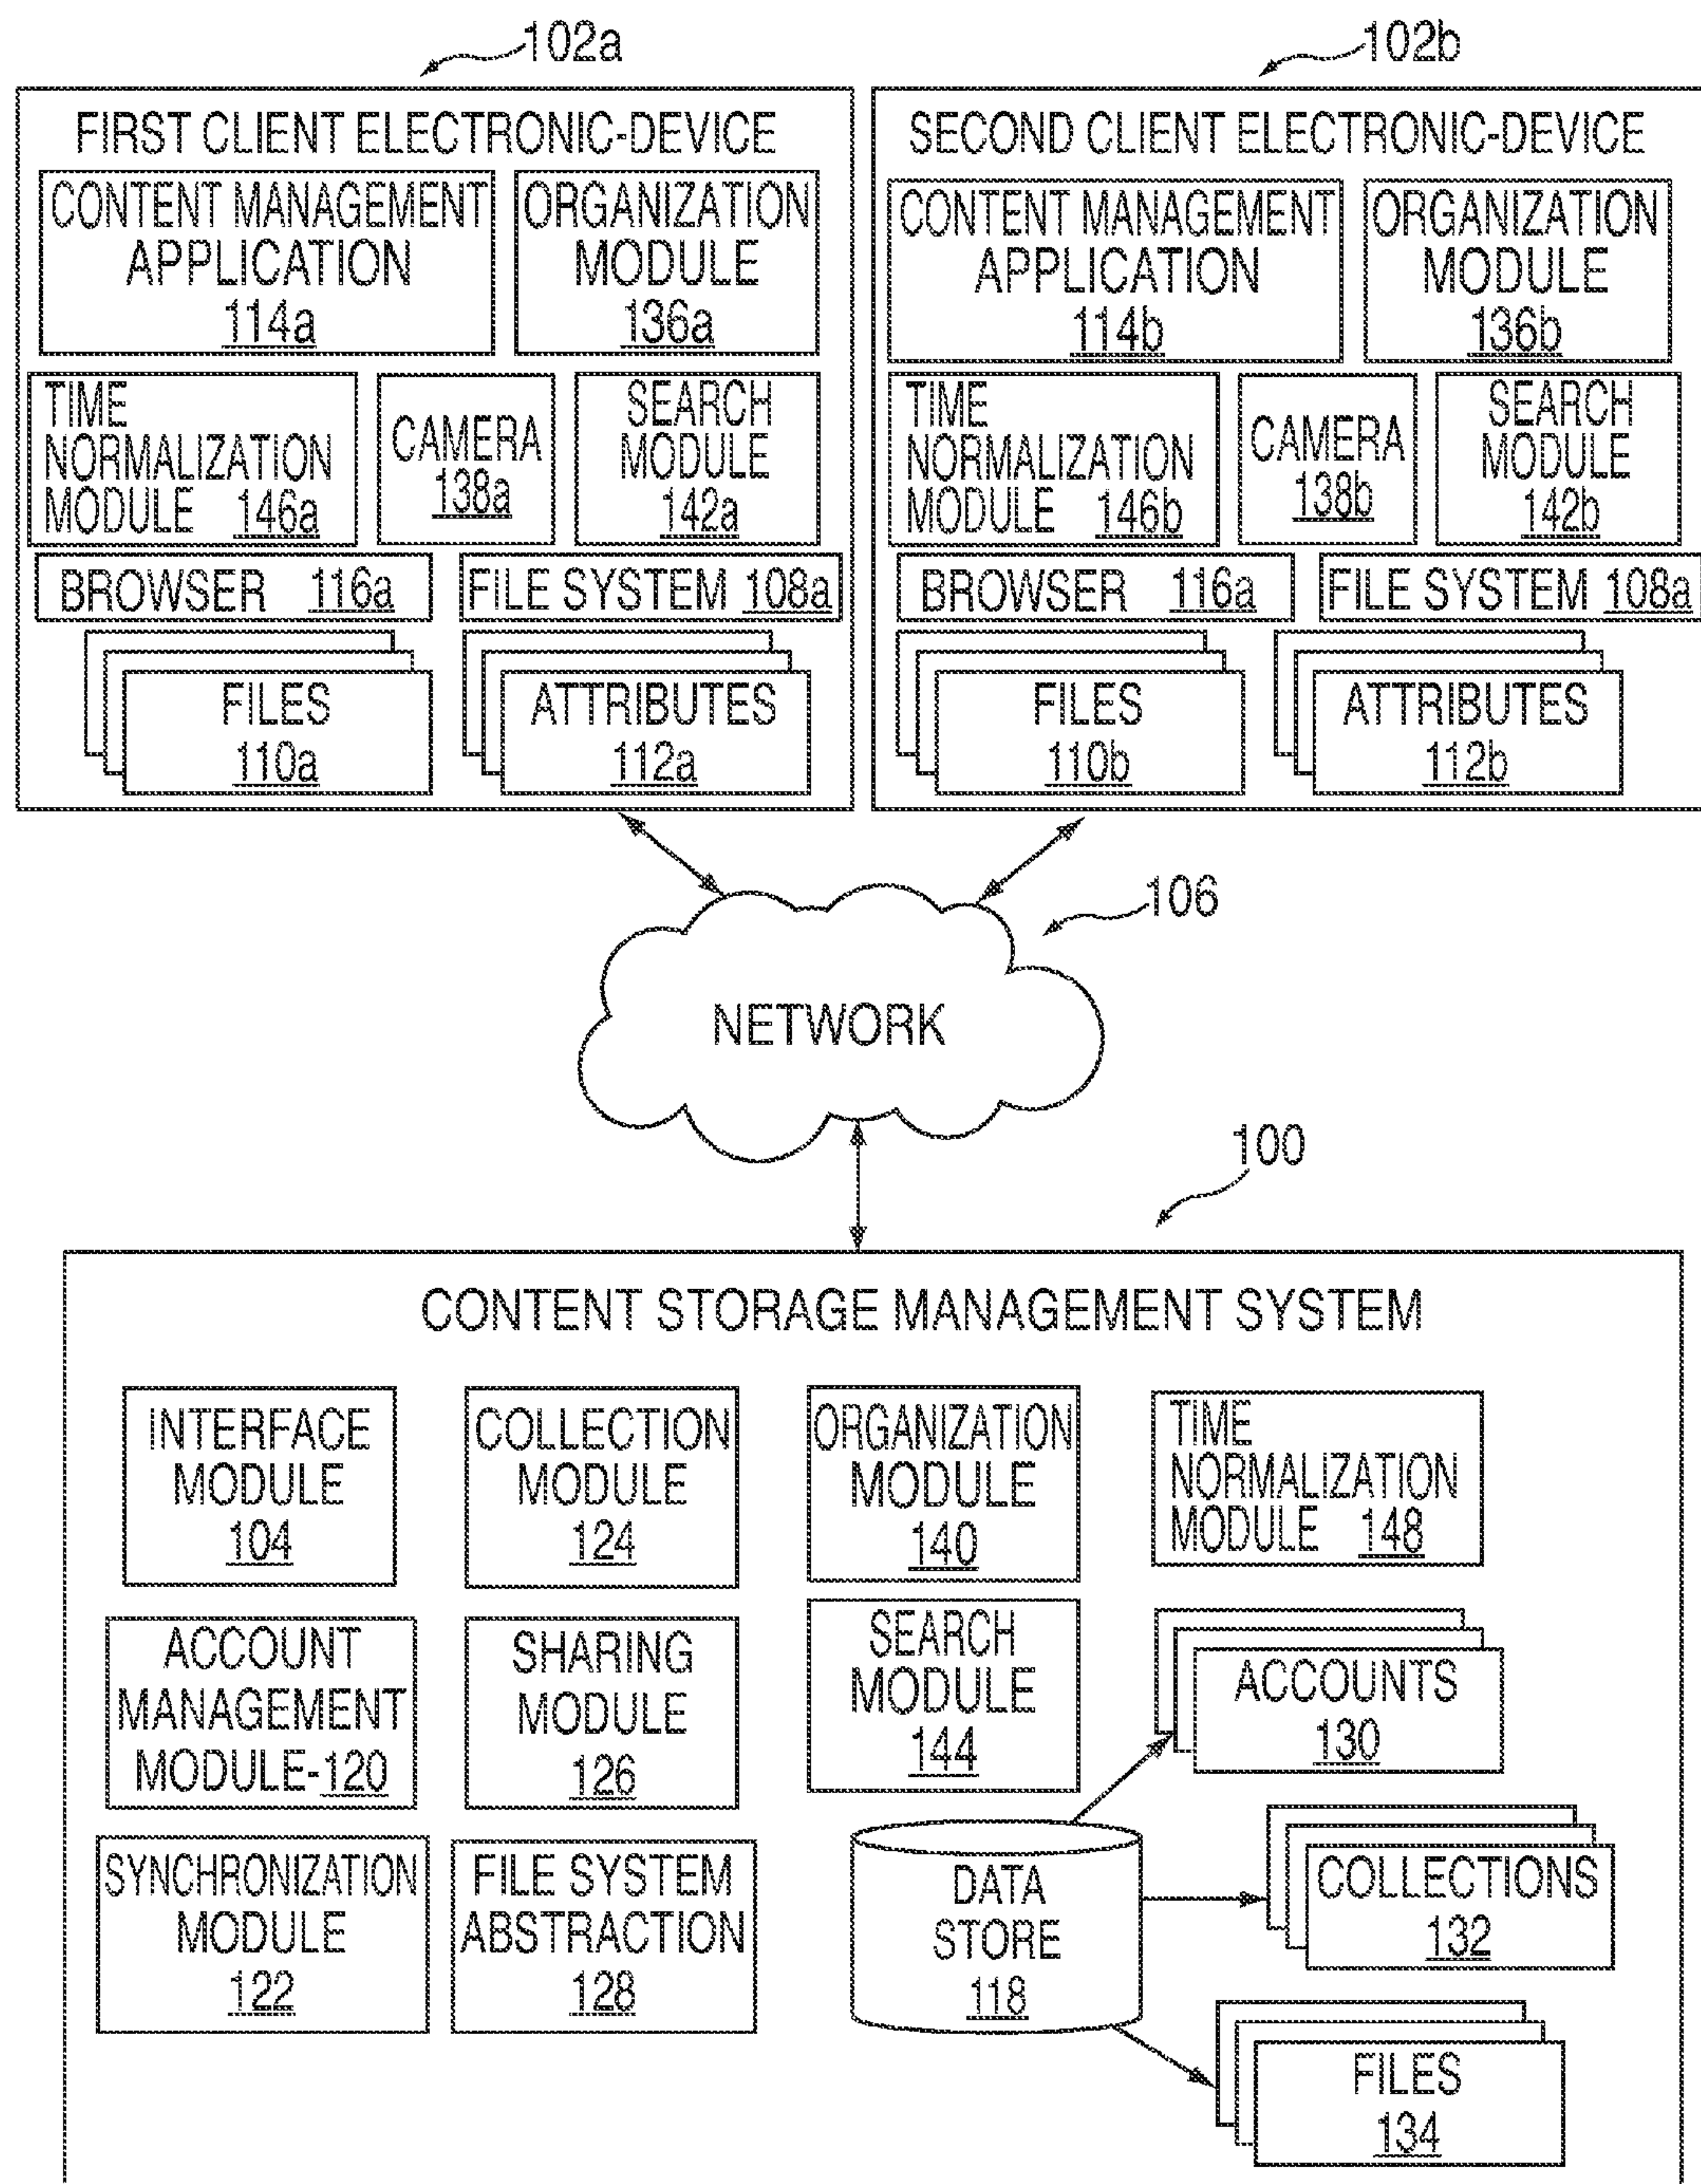 102a
102b
FIRST CLIENT ELECTRONIC-DEVICE
CONTENT MANAGEMENT
APPLICATION
114a
ORGANIZATION
MODULE
136a
TIME
NORMALIZATION
MODULE 146a
CAMERA
138a
SEARCH
MODULE
142a
BROWSER 116a
FILE SYSTEM 108a
FILES
110a
ATTRIBUTES
112a
SECOND CLIENT ELECTRONIC-DEVICE
CONTENT MANAGEMENT
APPLICATION
114b
ORGANIZATION
MODULE
136b
TIME
NORMALIZATION
MODULE 146b
CAMERA
138b
SEARCH
MODULE
142b
BROWSER 116a
FILE SYSTEM 108a
FILES
110b
ATTRIBUTES
112b
106
NETWORK
100
CONTENT STORAGE MANAGEMENT SYSTEM
INTERFACE
MODULE
104
COLLECTION
MODULE
124
ORGANIZATION
MODULE
140
TIME
NORMALIZATION
MODULE 148
ACCOUNT
MANAGEMENT
MODULE-120
SHARING
MODULE
126
SEARCH
MODULE
144
ACCOUNTS
130
SYNCHRONIZATION
MODULE
122
FILE SYSTEM
ABSTRACTION
128
DATA
STORE
118
COLLECTIONS
132
FILES
134